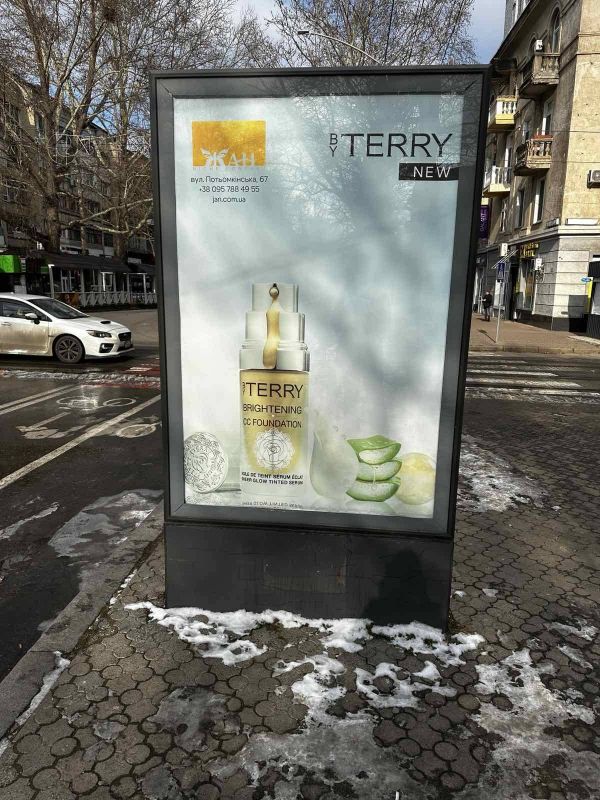 ЖАН
вул. Потьомкінська, 67
+38 095 788 49 55
jan.com.ua
BY TERRY
NEW
BY TERRY
BRIGHTENING
CC FOUNDATION